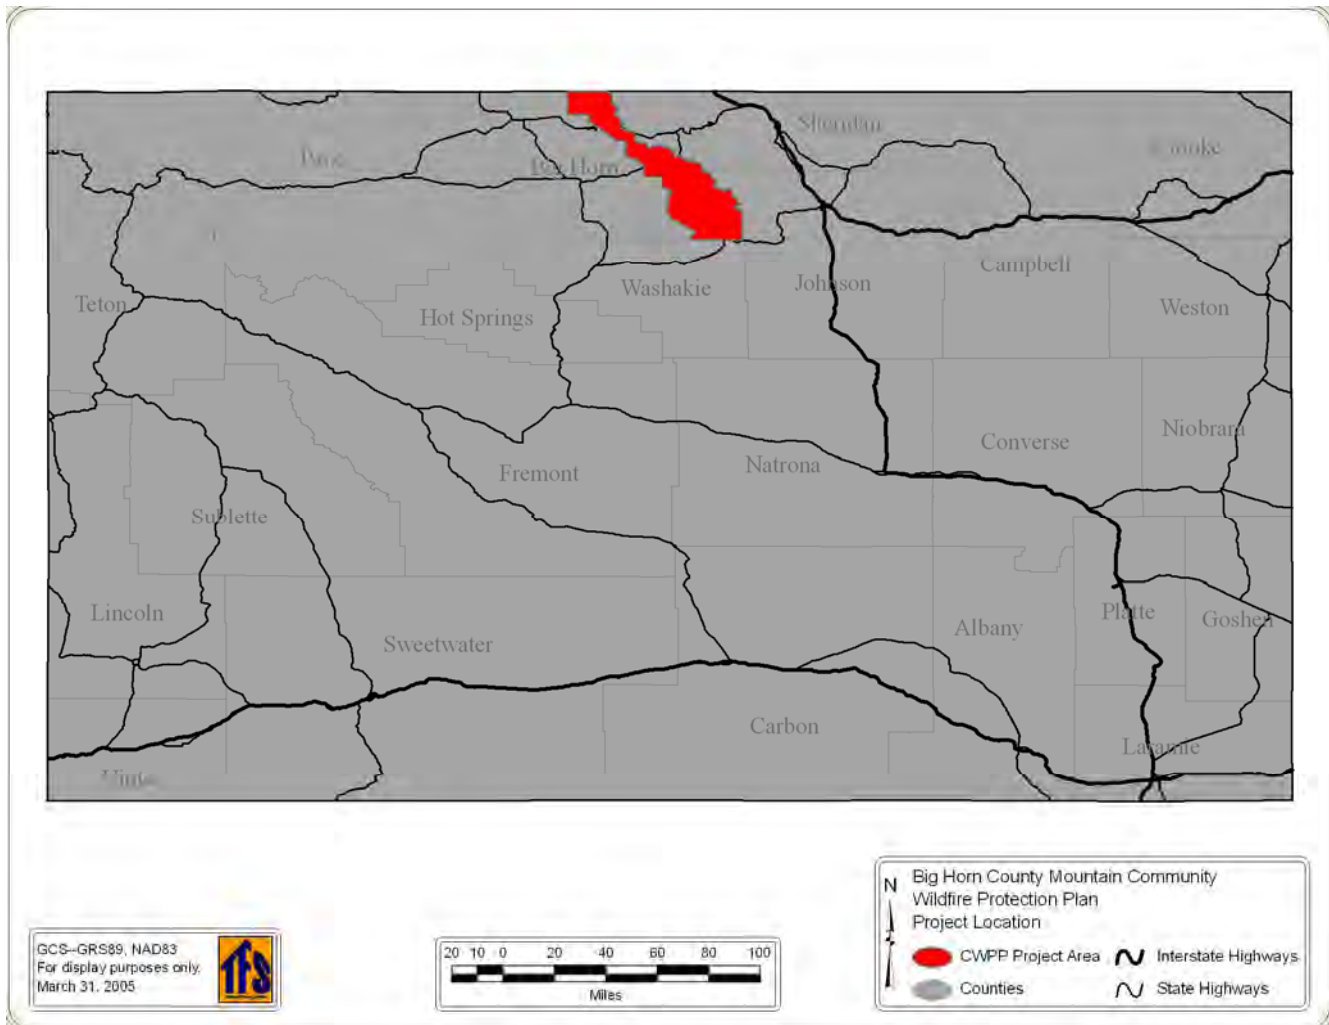 Sheridan
Big Horn
Campbell
Washakie
Johnson
Teton
Weston
Hot Springs
Niobrara
Converse
Natrona
Fremont
Sublette
Lincoln
Platte
Goshen
Albany
Sweetwater
Carbon
Laramie
GCS--GRS89, NAD83
For display purposes only.
March 31, 2005
TFS
20 10 0 20 40 60 80 100
Miles
N
Big Horn County Mountain Community
Wildfire Protection Plan
Project Location
CWPP Project Area
Interstate Highways
Counties
State Highways